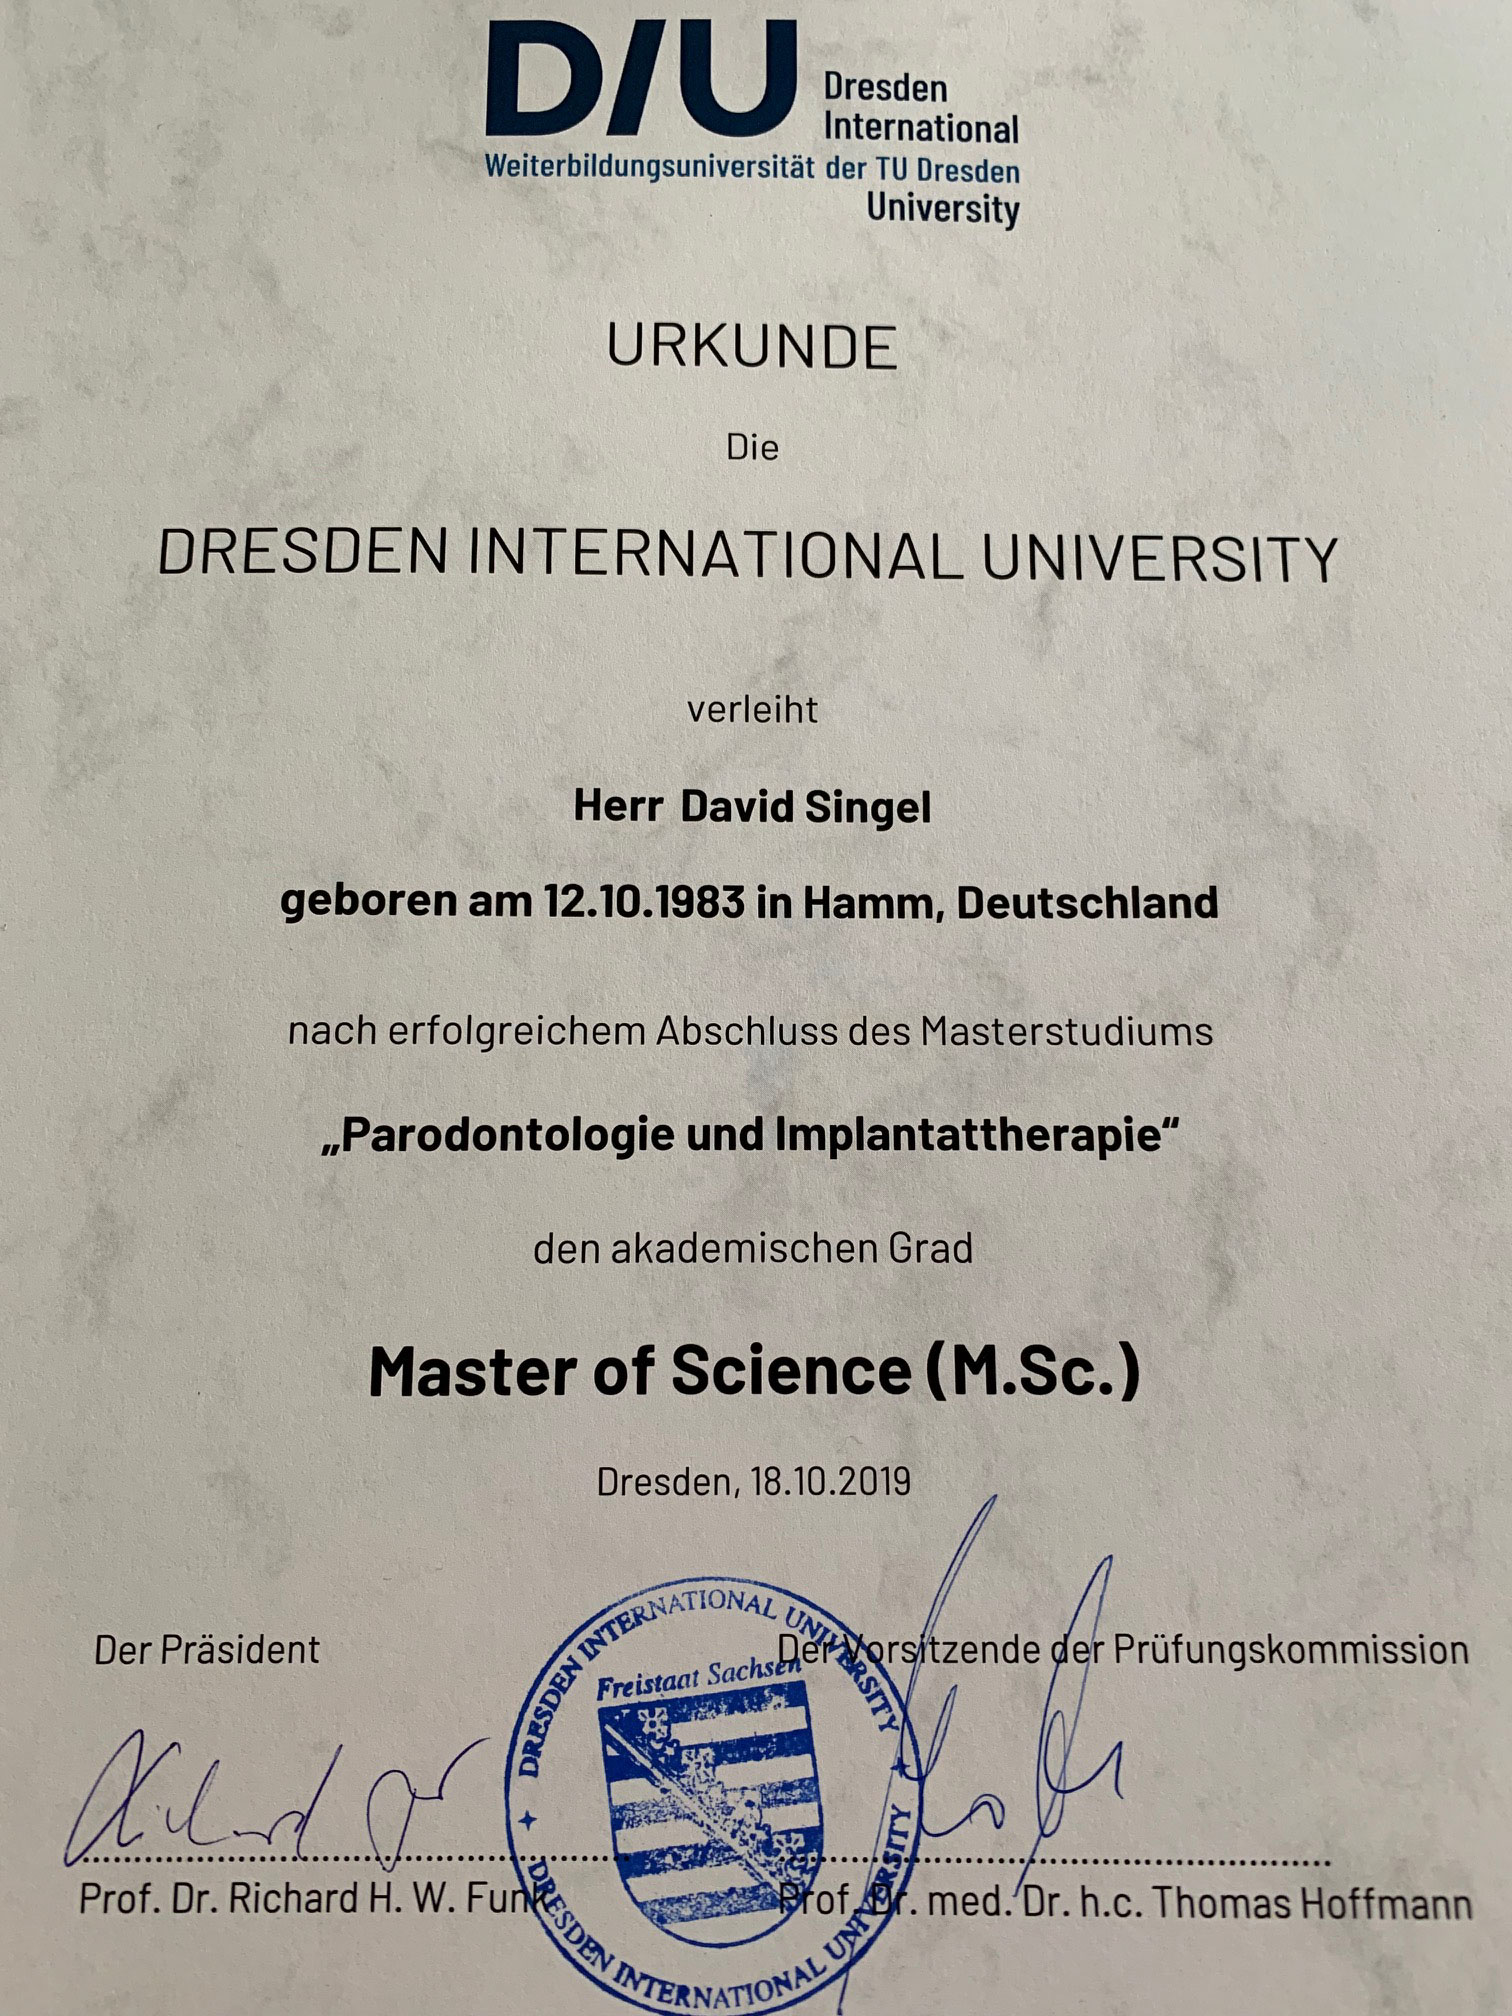 DIU Dresden
International
Weiterbildungsuniversität der TU Dresden
University
URKUNDE
Die
DRESDEN INTERNATIONAL UNIVERSITY
verleiht
Herr David Singel
geboren am 12.10.1983 in Hamm, Deutschland
nach erfolgreichem Abschluss des Masterstudiums
„Parodontologie und Implantattherapie“
den akademischen Grad
Master of Science (M.Sc.)
Dresden, 18.10.2019
Der Präsident
Der Vorsitzende der Prüfungskommission
DRESDEN INTERNATIONAL UNIVERSITY
Freistaat Sachsen
DRESDEN INTERNATIONAL UNIVERSITY
Prof. Dr. Richard H. W. Funk
Prof. Dr. med. Dr. h.c. Thomas Hoffmann